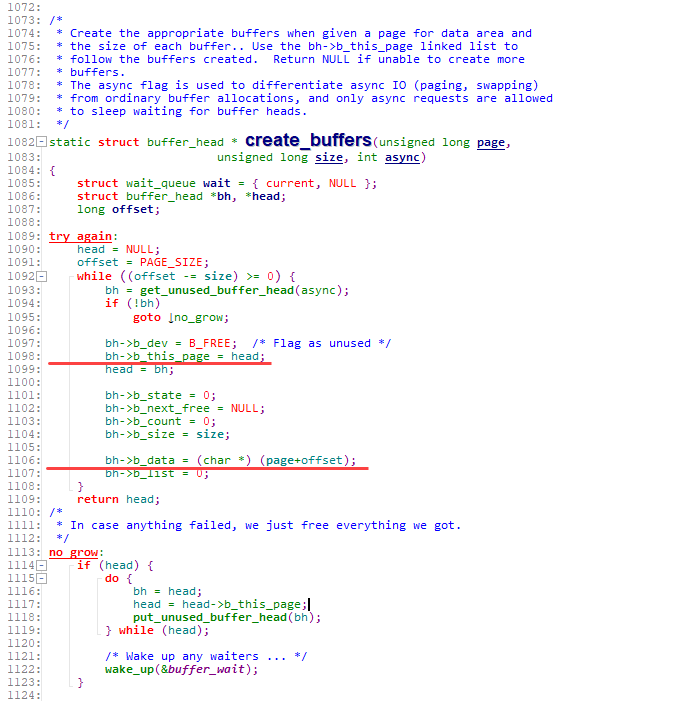 1072:
1073: /*
1074:  * Create the appropriate buffers when given a page for data area and
1075:  * the size of each buffer.. Use the bh->b_this_page linked list to
1076:  * follow the buffers created.  Return NULL if unable to create more
1077:  * buffers.
1078:  * The async flag is used to differentiate async IO (paging, swapping)
1079:  * from ordinary buffer allocations, and only async requests are allowed
1080:  * to sleep waiting for buffer heads.
1081:  */
1082: static struct buffer_head * create_buffers(unsigned long page,
1083:                         unsigned long size, int async)
1084: {
1085:     struct wait_queue wait = { current, NULL };
1086:     struct buffer_head *bh, *head;
1087:     long offset;
1088:
1089: try_again:
1090:     head = NULL;
1091:     offset = PAGE_SIZE;
1092:     while ((offset -= size) >= 0) {
1093:         bh = get_unused_buffer_head(async);
1094:         if (!bh)
1095:             goto ↓no_grow;
1096:
1097:         bh->b_dev = B_FREE;  /* Flag as unused */
1098:         bh->b_this_page = head;
1099:         head = bh;
1100:
1101:         bh->b_state = 0;
1102:         bh->b_next_free = NULL;
1103:         bh->b_count = 0;
1104:         bh->b_size = size;
1105:
1106:         bh->b_data = (char *) (page+offset);
1107:         bh->b_list = 0;
1108:     }
1109:     return head;
1110: /*
1111:  * In case anything failed, we just free everything we got.
1112:  */
1113: no_grow:
1114:     if (head) {
1115:         do {
1116:             bh = head;
1117:             head = head->b_this_page;
1118:             put_unused_buffer_head(bh);
1119:         } while (head);
1120:
1121:         /* Wake up any waiters ... */
1122:         wake_up(&buffer_wait);
1123:     }
1124: